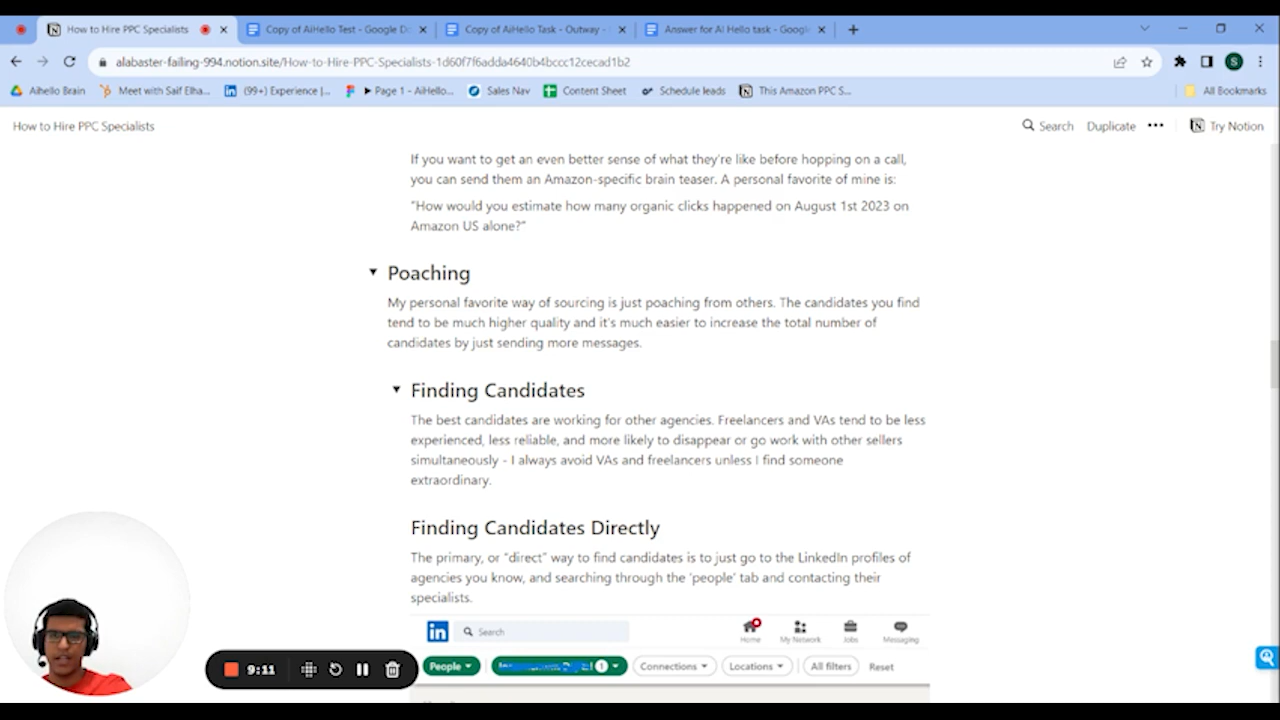 How to Hire PPC Specialists
Copy of AiHello Test - Google Do
Copy of AiHello Task - Outway -
Answer for AI Hello task - Googl
alabaster-failing-994.notion.site/How-to-Hire-PPC-Specialists-1d60f7f6adda4640b4bccc12cecad1b2
S
Aihello Brain
Meet with Saif Elha...
(99+) Experience |...
Page 1 - AiHello...
Sales Nav
Content Sheet
Schedule leads
This Amazon PPC S...
All Bookmarks
How to Hire PPC Specialists
Search
Duplicate
Try Notion
If you want to get an even better sense of what they're like before hopping on a call,
you can send them an Amazon-specific brain teaser. A personal favorite of mine is:
"How would you estimate how many organic clicks happened on August 1st 2023 on
Amazon US alone?"
Poaching
My personal favorite way of sourcing is just poaching from others. The candidates you find
tend to be much higher quality and it's much easier to increase the total number of
candidates by just sending more messages.
Finding Candidates
The best candidates are working for other agencies. Freelancers and VAs tend to be less
experienced, less reliable, and more likely to disappear or go work with other sellers
simultaneously - I always avoid VAs and freelancers unless I find someone
extraordinary.
Finding Candidates Directly
The primary, or "direct" way to find candidates is to just go to the LinkedIn profiles of
agencies you know, and searching through the 'people' tab and contacting their
specialists.
in
Search
Home
My Network
Jobs
Messaging
People
1
Connections
Locations
All filters
Reset
9:11